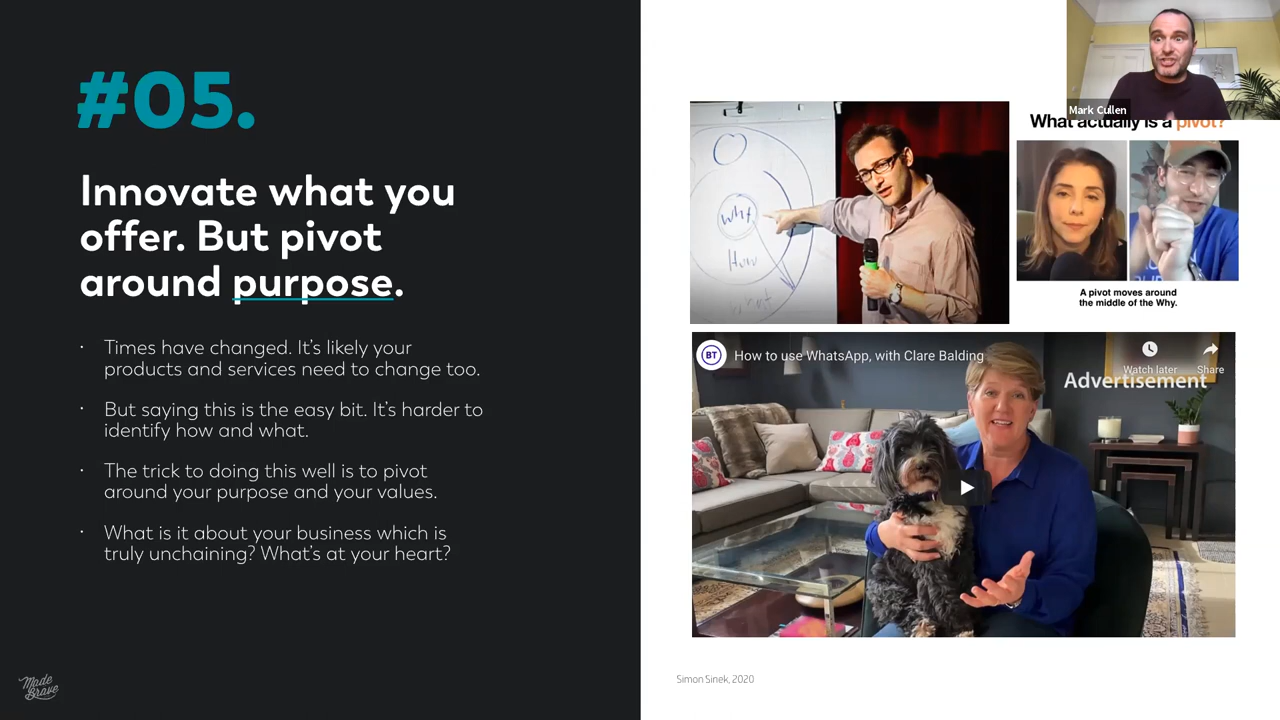 #05.
Innovate what you
offer. But pivot
around purpose.
· Times have changed. It's likely your
products and services need to change too.
· But saying this is the easy bit. It's harder to
identify how and what.
· The trick to doing this well is to pivot
around your purpose and your values.
· What is it about your business which is
truly unchaining? What's at your heart?
Made
Brave
Mark Cullen
What actually is a pivot?
Why
How
A pivot moves around
the middle of the Why.
BT
How to use WhatsApp, with Clare Balding
Watch later
Share
Advertisement
Simon Sinek, 2020